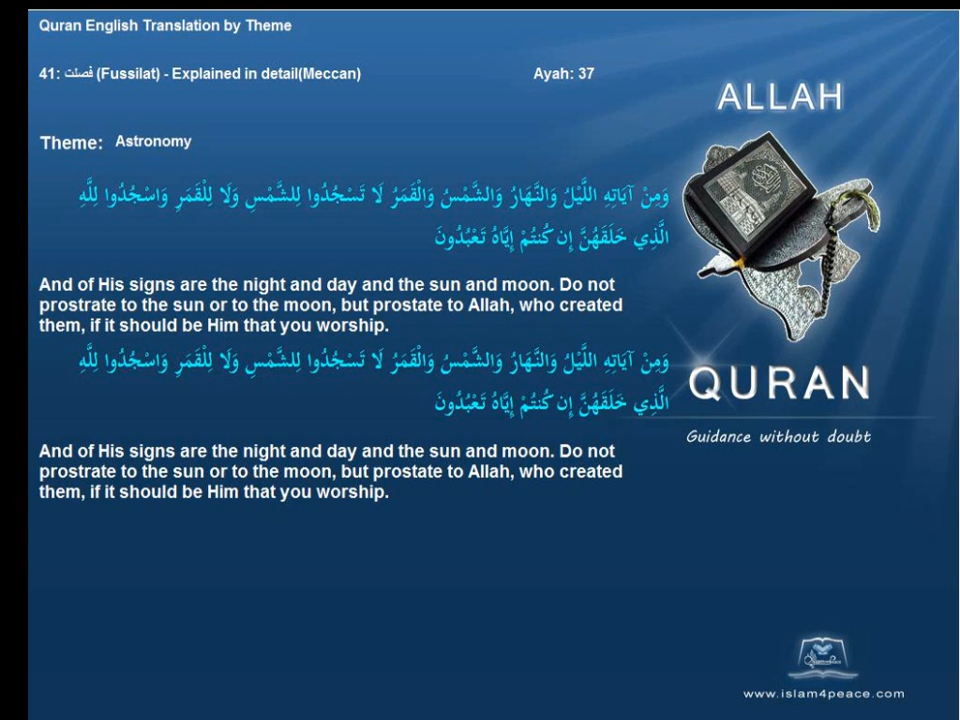 Quran English Translation by Theme
41: فصلت (Fussilat) - Explained in detail(Meccan) Ayah: 37
ALLAH
Theme: Astronomy
وَمِنْ آيَاتِهِ اللَّيْلُ وَالنَّهَارُ وَالشَّمْسُ وَالْقَمَرُ لَا تَسْجُدُوا لِلشَّمْسِ وَلَا لِلْقَمَرِ وَاسْجُدُوا لِلَّهِ
الَّذِي خَلَقَهُنَّ إِن كُنتُمْ إِيَّاهُ تَعْبُدُونَ
And of His signs are the night and day and the sun and moon. Do not
prostrate to the sun or to the moon, but prostate to Allah, who created
them, if it should be Him that you worship.
وَمِنْ آيَاتِهِ اللَّيْلُ وَالنَّهَارُ وَالشَّمْسُ وَالْقَمَرُ لَا تَسْجُدُوا لِلشَّمْسِ وَلَا لِلْقَمَرِ وَاسْجُدُوا لِلَّهِ
الَّذِي خَلَقَهُنَّ إِن كُنتُمْ إِيَّاهُ تَعْبُدُونَ
And of His signs are the night and day and the sun and moon. Do not
prostrate to the sun or to the moon, but prostate to Allah, who created
them, if it should be Him that you worship.
QURAN
Guidance without doubt
www.islam4peace.com